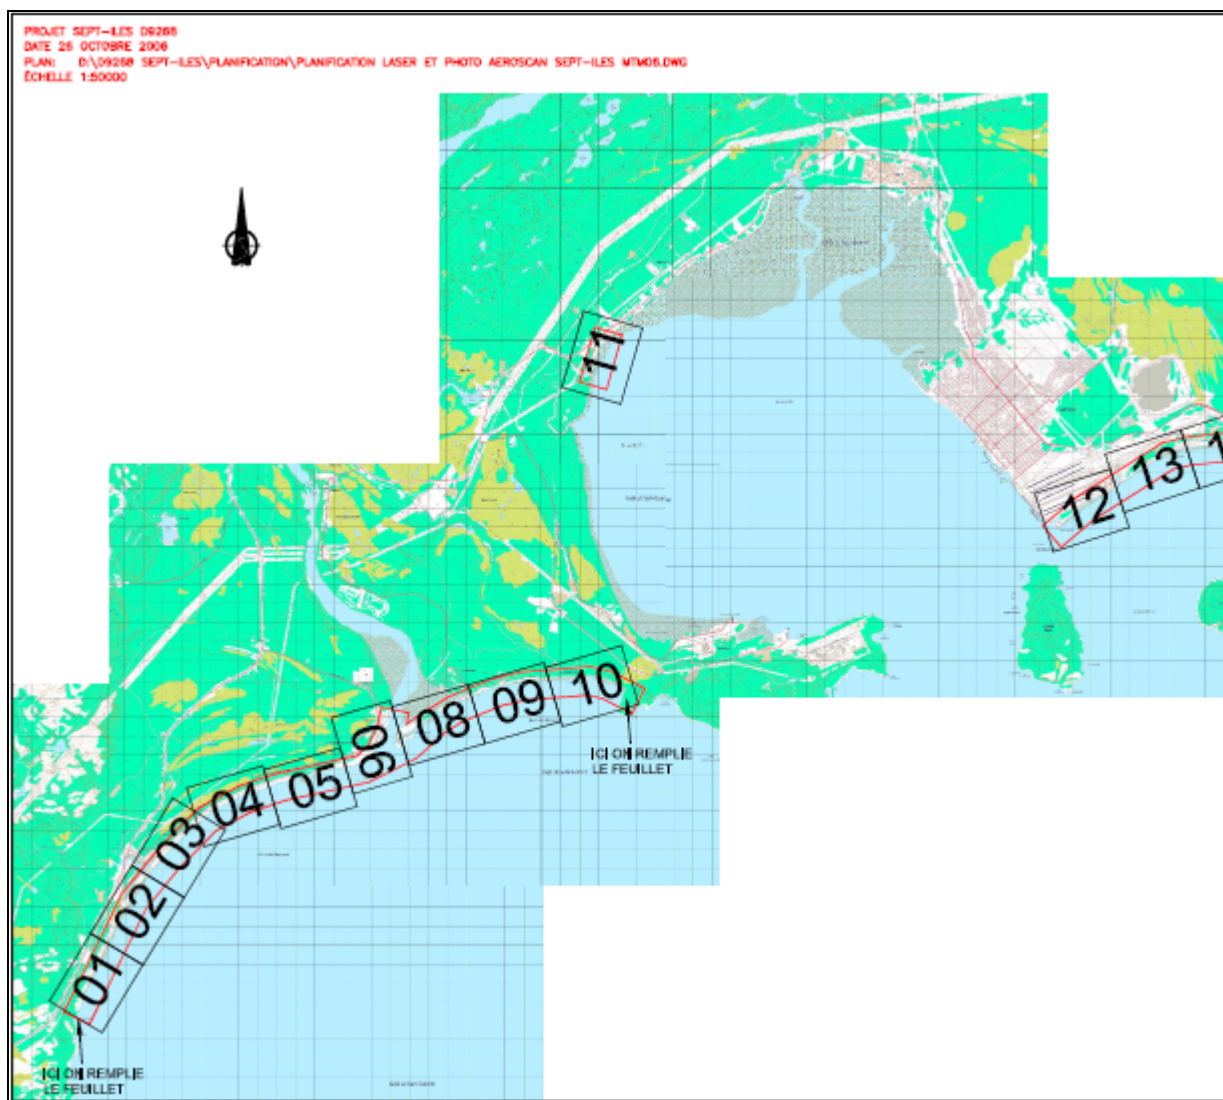 PROJET SEPT-ILES D9268
DATE 26 OCTOBRE 2006
PLAN: D:\D9268 SEPT-ILES\PLANIFICATION\PLANIFICATION LASER ET PHOTO AEROSCAN SEPT-ILES MTM06.DWG
ÉCHELLE 1:50000
11
12
13
1
10
09
08
06
05
04
03
02
01
ICI ON REMPLIE
LE FEUILLET
ICI ON REMPLIE
LE FEUILLET